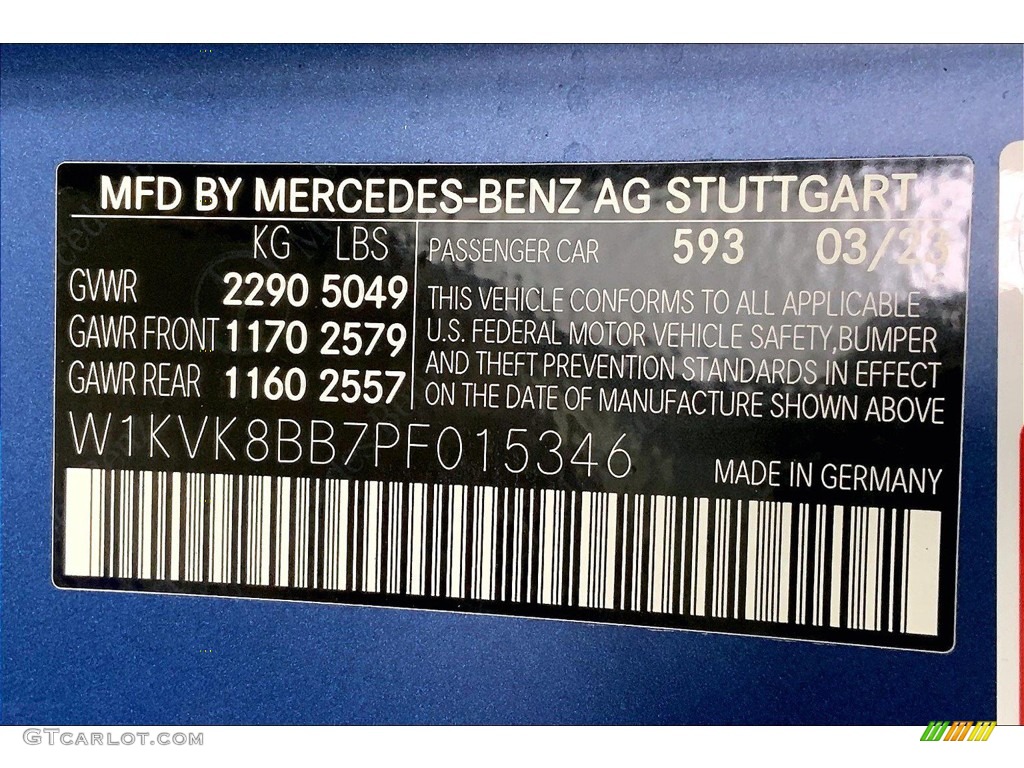 MFD BY MERCEDES-BENZ AG STUTTGART
KG LBS
GVWR 2290 5049
GAWR FRONT 1170 2579
GAWR REAR 1160 2557
PASSENGER CAR 593 03/23
THIS VEHICLE CONFORMS TO ALL APPLICABLE
U.S. FEDERAL MOTOR VEHICLE SAFETY,BUMPER
AND THEFT PREVENTION STANDARDS IN EFFECT
ON THE DATE OF MANUFACTURE SHOWN ABOVE
W1KVK8BB7PF015346
MADE IN GERMANY
GTCARLOT.COM